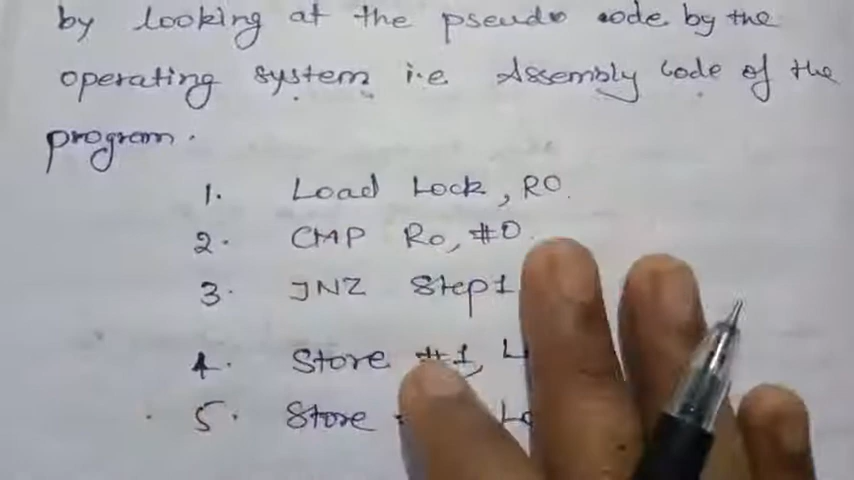 by looking at the pseudo code by the
operating system i.e Assembly Code of the
program.
1. Load Lock, R0.
2. CMP R0, #0.
3. JNZ Step1
4. Store #1, L
5. Store Lo